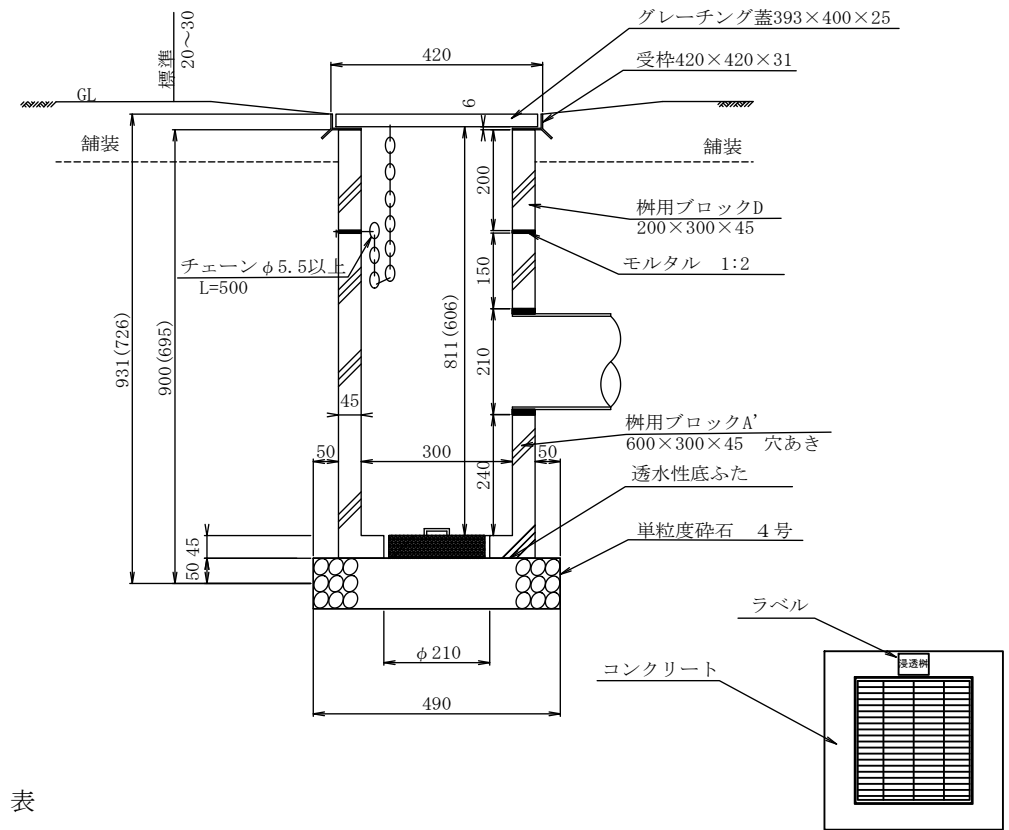 グレーチング蓋393×400×25
標準
20～30
420
受枠420×420×31
GL
6
舗装
舗装
200
桝用ブロックD
200×300×45
モルタル　1:2
チェーンφ5.5以上
L=500
150
931(726)
900(695)
811(606)
210
45
桝用ブロックA'
600×300×45　穴あき
50
300
240
50
透水性底ふた
単粒度砕石　４号
45
50
φ210
490
ラベル
浸透桝
コンクリート
表